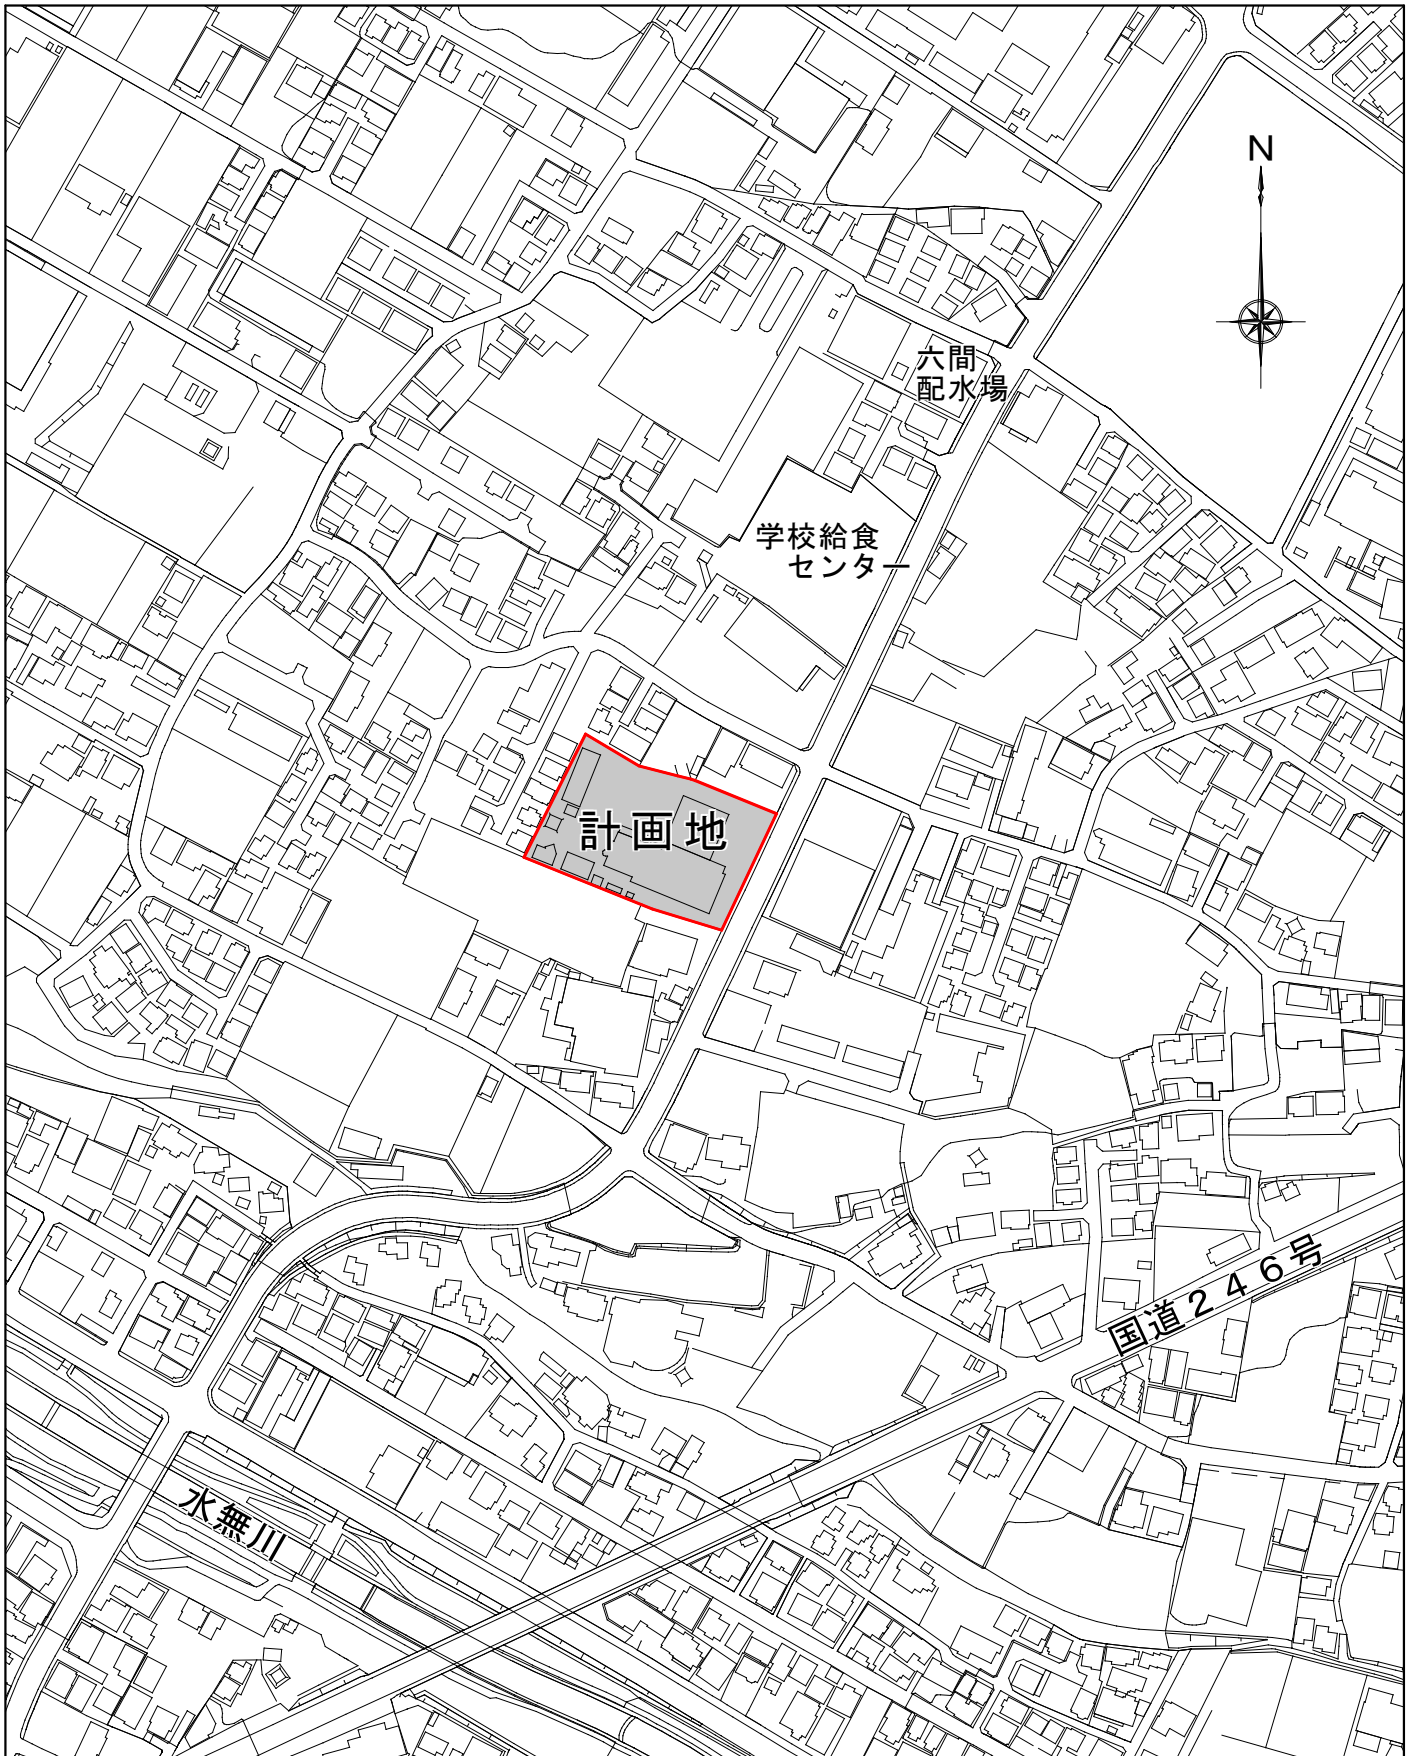 N
六間
配水場
学校給食
センター
計画地
国道２４６号
水無川